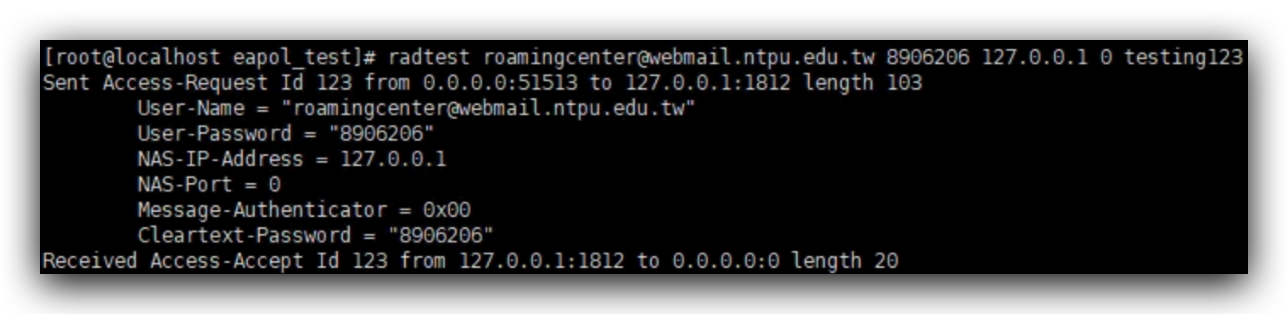 [root@localhost eapol_test]# radtest roamingcenter@webmail.ntpu.edu.tw 8906206 127.0.0.1 0 testing123
Sent Access-Request Id 123 from 0.0.0.0:51513 to 127.0.0.1:1812 length 103
User-Name = "roamingcenter@webmail.ntpu.edu.tw"
User-Password = "8906206"
NAS-IP-Address = 127.0.0.1
NAS-Port = 0
Message-Authenticator = 0x00
Cleartext-Password = "8906206"
Received Access-Accept Id 123 from 127.0.0.1:1812 to 0.0.0.0:0 length 20